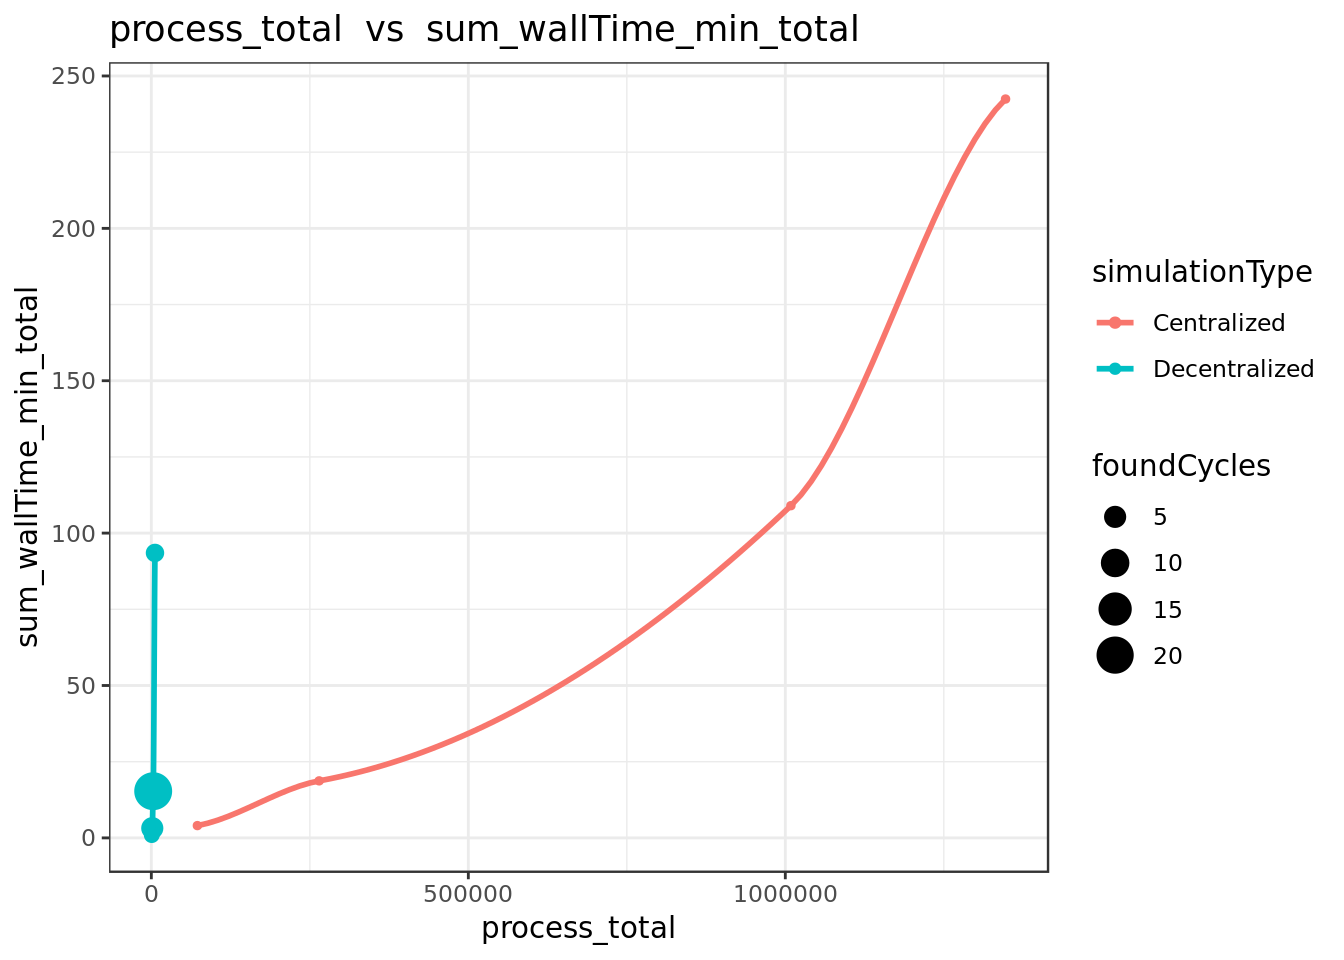 process_total  vs  sum_wallTime_min_total
250
200
150
100
50
0
sum_wallTime_min_total
0
500000
1000000
process_total
simulationType
Centralized
Decentralized
foundCycles
5
10
15
20